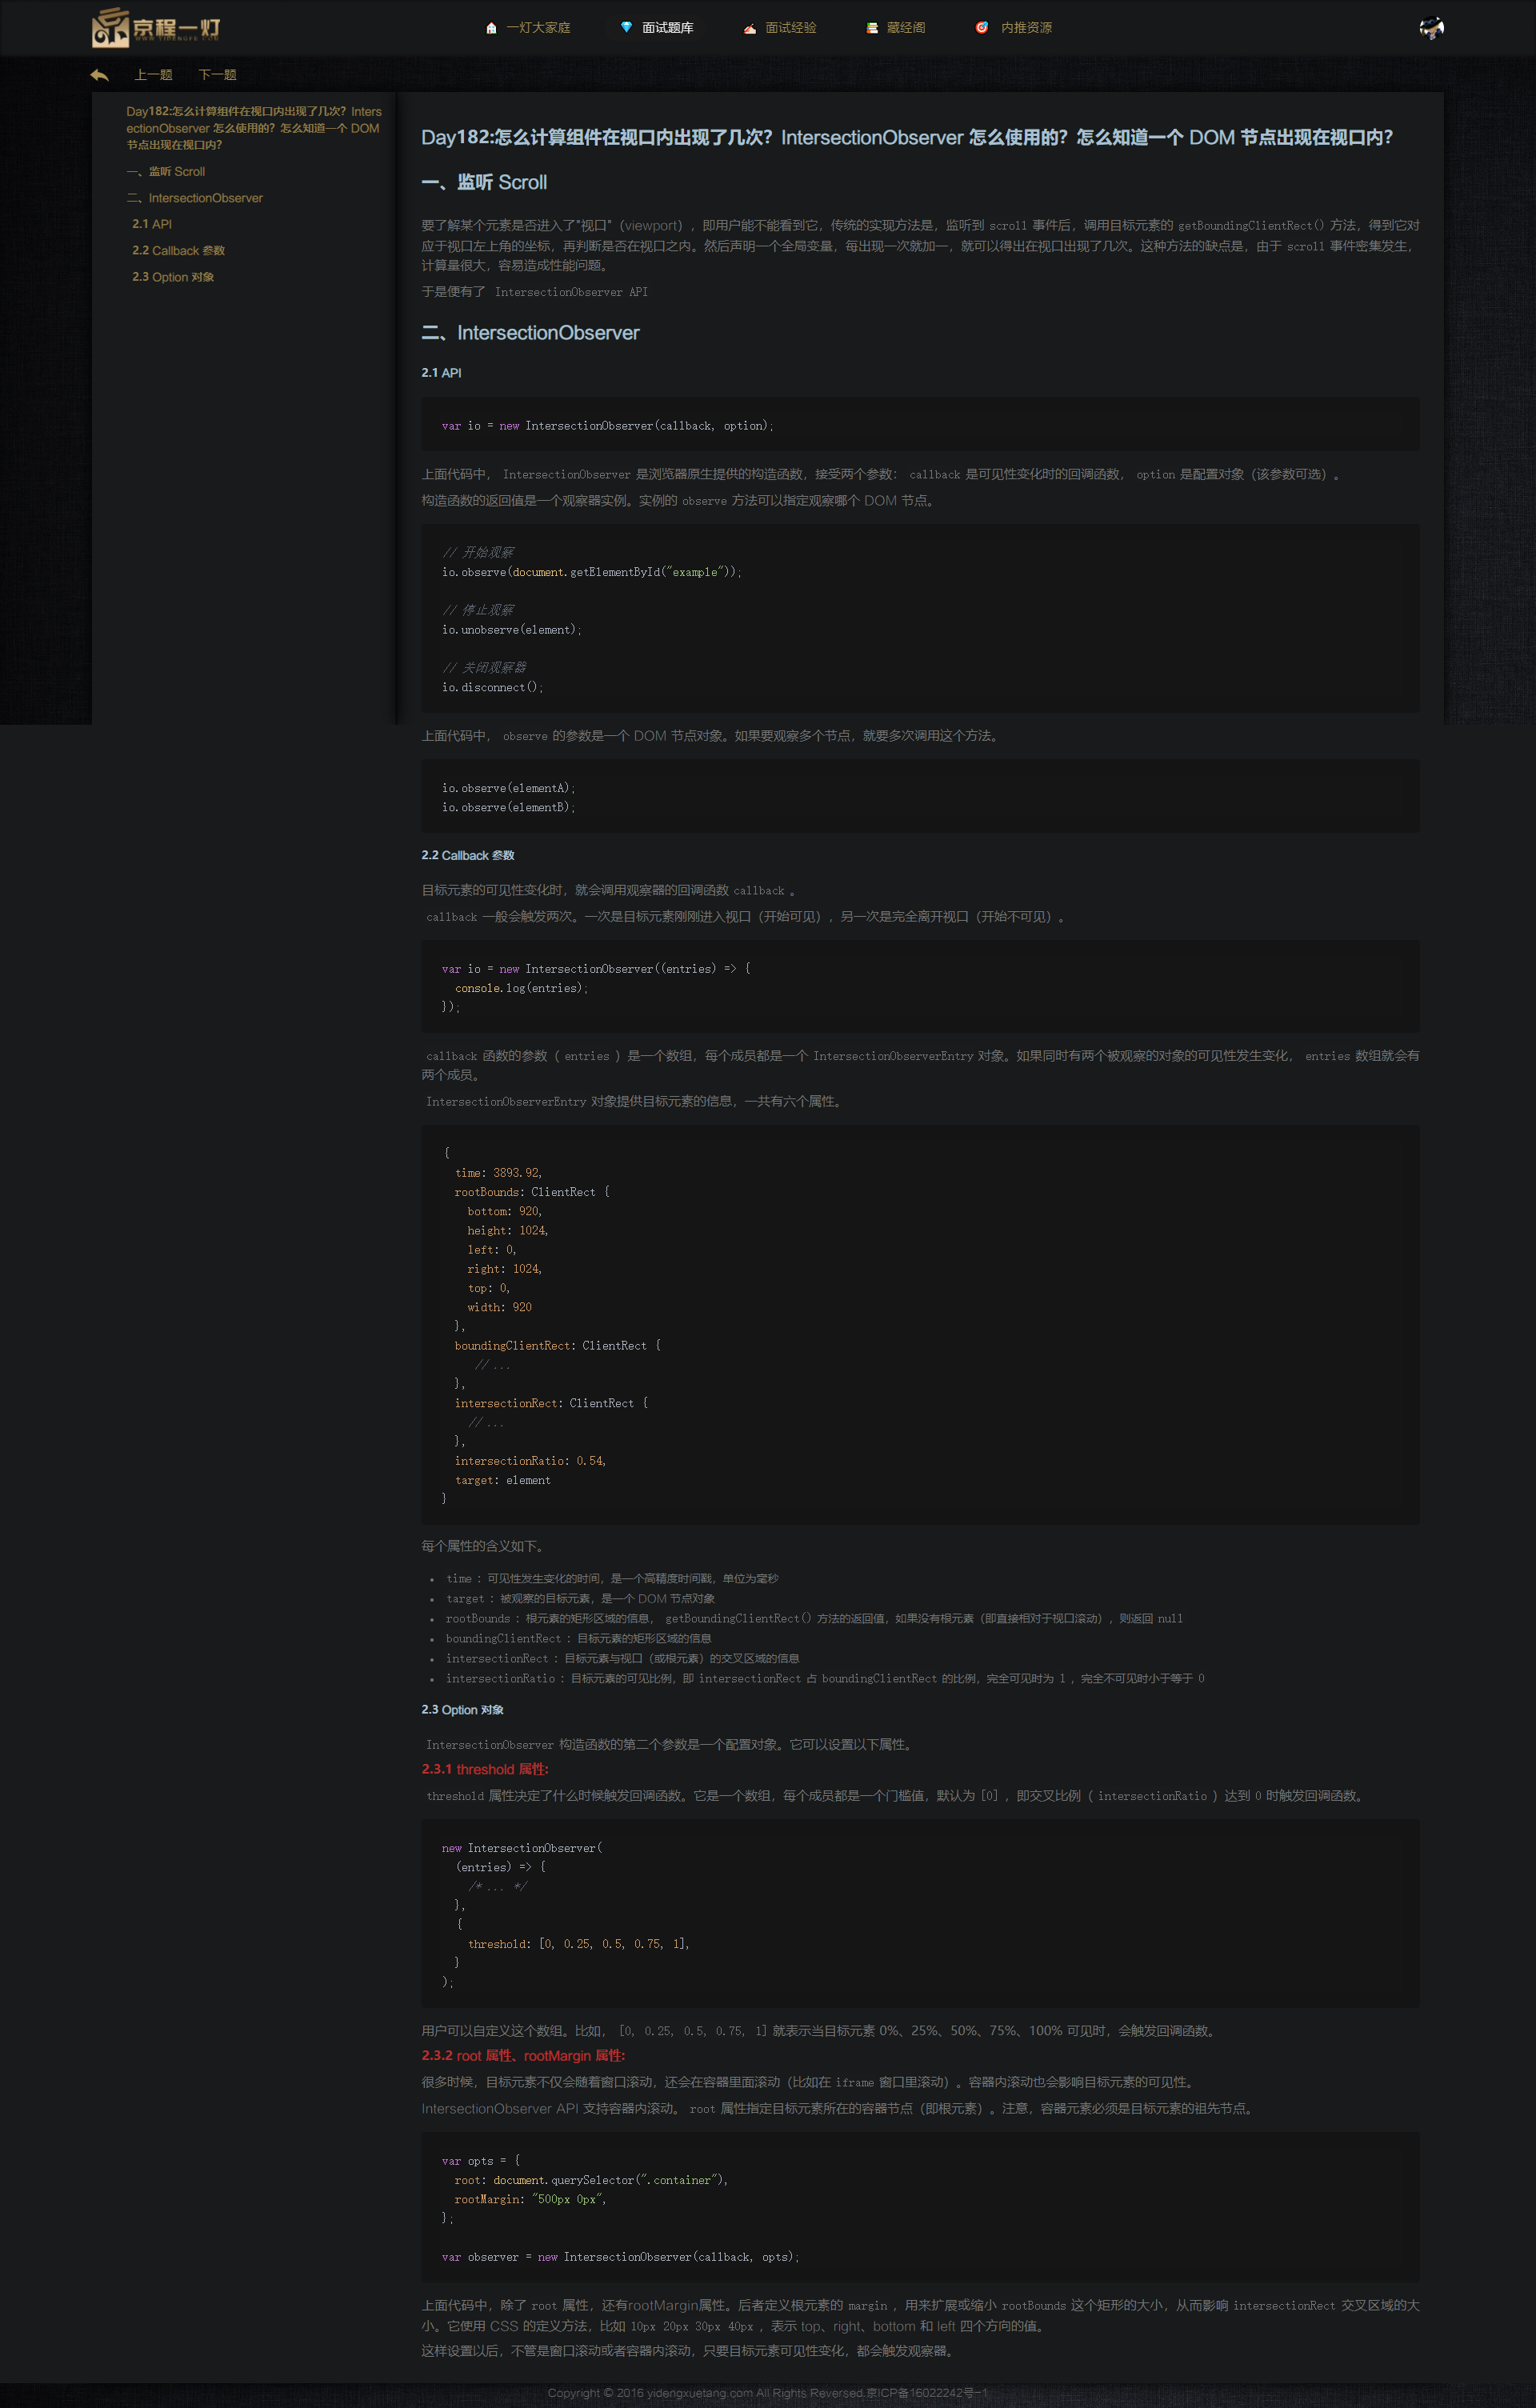 京程一灯
WWW.YIDENGFE.COM
一灯大家庭
面试题库
面试经验
藏经阁
内推资源
上一题
下一题
Day182:怎么计算组件在视口内出现了几次？Inters
ectionObserver 怎么使用的？怎么知道一个 DOM
节点出现在视口内？
一、监听 Scroll
二、IntersectionObserver
2.1 API
2.2 Callback 参数
2.3 Option 对象
Day182:怎么计算组件在视口内出现了几次？IntersectionObserver 怎么使用的？怎么知道一个 DOM 节点出现在视口内？
一、监听 Scroll
要了解某个元素是否进入了"视口"（viewport），即用户能不能看到它，传统的实现方法是，监听到 scroll 事件后，调用目标元素的 getBoundingClientRect() 方法，得到它对
应于视口左上角的坐标，再判断是否在视口之内。然后声明一个全局变量，每出现一次就加一，就可以得出在视口出现了几次。这种方法的缺点是，由于 scroll 事件密集发生，
计算量很大，容易造成性能问题。
于是便有了 IntersectionObserver API
二、IntersectionObserver
2.1 API
var io = new IntersectionObserver(callback, option);
上面代码中， IntersectionObserver 是浏览器原生提供的构造函数，接受两个参数： callback 是可见性变化时的回调函数， option 是配置对象（该参数可选）。
构造函数的返回值是一个观察器实例。实例的 observe 方法可以指定观察哪个 DOM 节点。
// 开始观察
io.observe(document.getElementById("example"));
// 停止观察
io.unobserve(element);
// 关闭观察器
io.disconnect();
上面代码中， observe 的参数是一个 DOM 节点对象。如果要观察多个节点，就要多次调用这个方法。
io.observe(elementA);
io.observe(elementB);
2.2 Callback 参数
目标元素的可见性变化时，就会调用观察器的回调函数 callback 。
callback 一般会触发两次。一次是目标元素刚刚进入视口（开始可见），另一次是完全离开视口（开始不可见）。
var io = new IntersectionObserver((entries) => {
console.log(entries);
});
callback 函数的参数（ entries ）是一个数组，每个成员都是一个 IntersectionObserverEntry 对象。如果同时有两个被观察的对象的可见性发生变化， entries 数组就会有
两个成员。
IntersectionObserverEntry 对象提供目标元素的信息，一共有六个属性。
{
time: 3893.92,
rootBounds: ClientRect {
bottom: 920,
height: 1024,
left: 0,
right: 1024,
top: 0,
width: 920
},
boundingClientRect: ClientRect {
// ...
},
intersectionRect: ClientRect {
// ...
},
intersectionRatio: 0.54,
target: element
}
每个属性的含义如下。
• time ：可见性发生变化的时间，是一个高精度时间戳，单位为毫秒
• target ：被观察的目标元素，是一个 DOM 节点对象
• rootBounds ：根元素的矩形区域的信息， getBoundingClientRect() 方法的返回值，如果没有根元素（即直接相对于视口滚动），则返回 null
• boundingClientRect ：目标元素的矩形区域的信息
• intersectionRect ：目标元素与视口（或根元素）的交叉区域的信息
• intersectionRatio ：目标元素的可见比例，即 intersectionRect 占 boundingClientRect 的比例，完全可见时为 1 ，完全不可见时小于等于 0
2.3 Option 对象
IntersectionObserver 构造函数的第二个参数是一个配置对象。它可以设置以下属性。
2.3.1 threshold 属性:
threshold 属性决定了什么时候触发回调函数。它是一个数组，每个成员都是一个门槛值，默认为 [0] ，即交叉比例（ intersectionRatio ）达到 0 时触发回调函数。
new IntersectionObserver(
(entries) => {
/* ... */
},
{
threshold: [0, 0.25, 0.5, 0.75, 1],
}
);
用户可以自定义这个数组。比如， [0, 0.25, 0.5, 0.75, 1] 就表示当目标元素 0%、25%、50%、75%、100% 可见时，会触发回调函数。
2.3.2 root 属性、rootMargin 属性:
很多时候，目标元素不仅会随着窗口滚动，还会在容器里面滚动（比如在 iframe 窗口里滚动）。容器内滚动也会影响目标元素的可见性。
IntersectionObserver API 支持容器内滚动。 root 属性指定目标元素所在的容器节点（即根元素）。注意，容器元素必须是目标元素的祖先节点。
var opts = {
root: document.querySelector(".container"),
rootMargin: "500px 0px",
};
var observer = new IntersectionObserver(callback, opts);
上面代码中，除了 root 属性，还有rootMargin属性。后者定义根元素的 margin ，用来扩展或缩小 rootBounds 这个矩形的大小，从而影响 intersectionRect 交叉区域的大
小。它使用 CSS 的定义方法，比如 10px 20px 30px 40px ，表示 top、right、bottom 和 left 四个方向的值。
这样设置以后，不管是窗口滚动或者容器内滚动，只要目标元素可见性变化，都会触发观察器。
Copyright © 2016 yidengxuetang.com All Rights Reversed.京ICP备16022242号-1